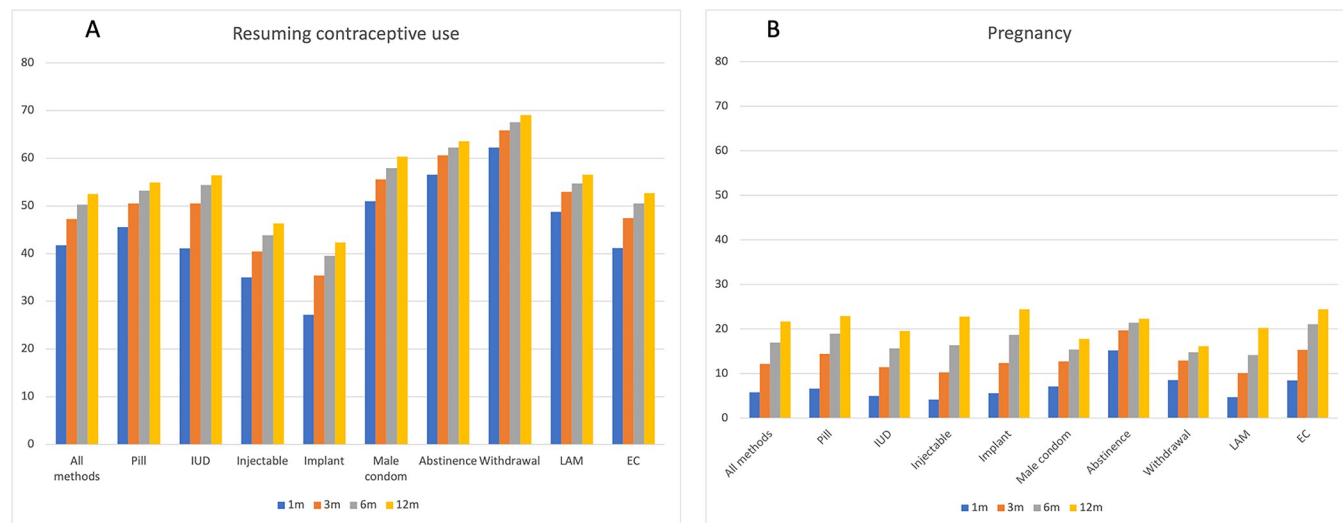 A
Resuming contraceptive use
80
70
60
50
40
30
20
10
0
All
methods
Pill
IUD
Injectable
Implant
Male
condom
Abstinence
Withdrawal
LAM
EC
1m
3m
6m
12m
B
Pregnancy
80
70
60
50
40
30
20
10
0
All methods
Pill
IUD
Injectable
Implant
Male condom
Abstinence
Withdrawal
LAM
EC
1m
3m
6m
12m